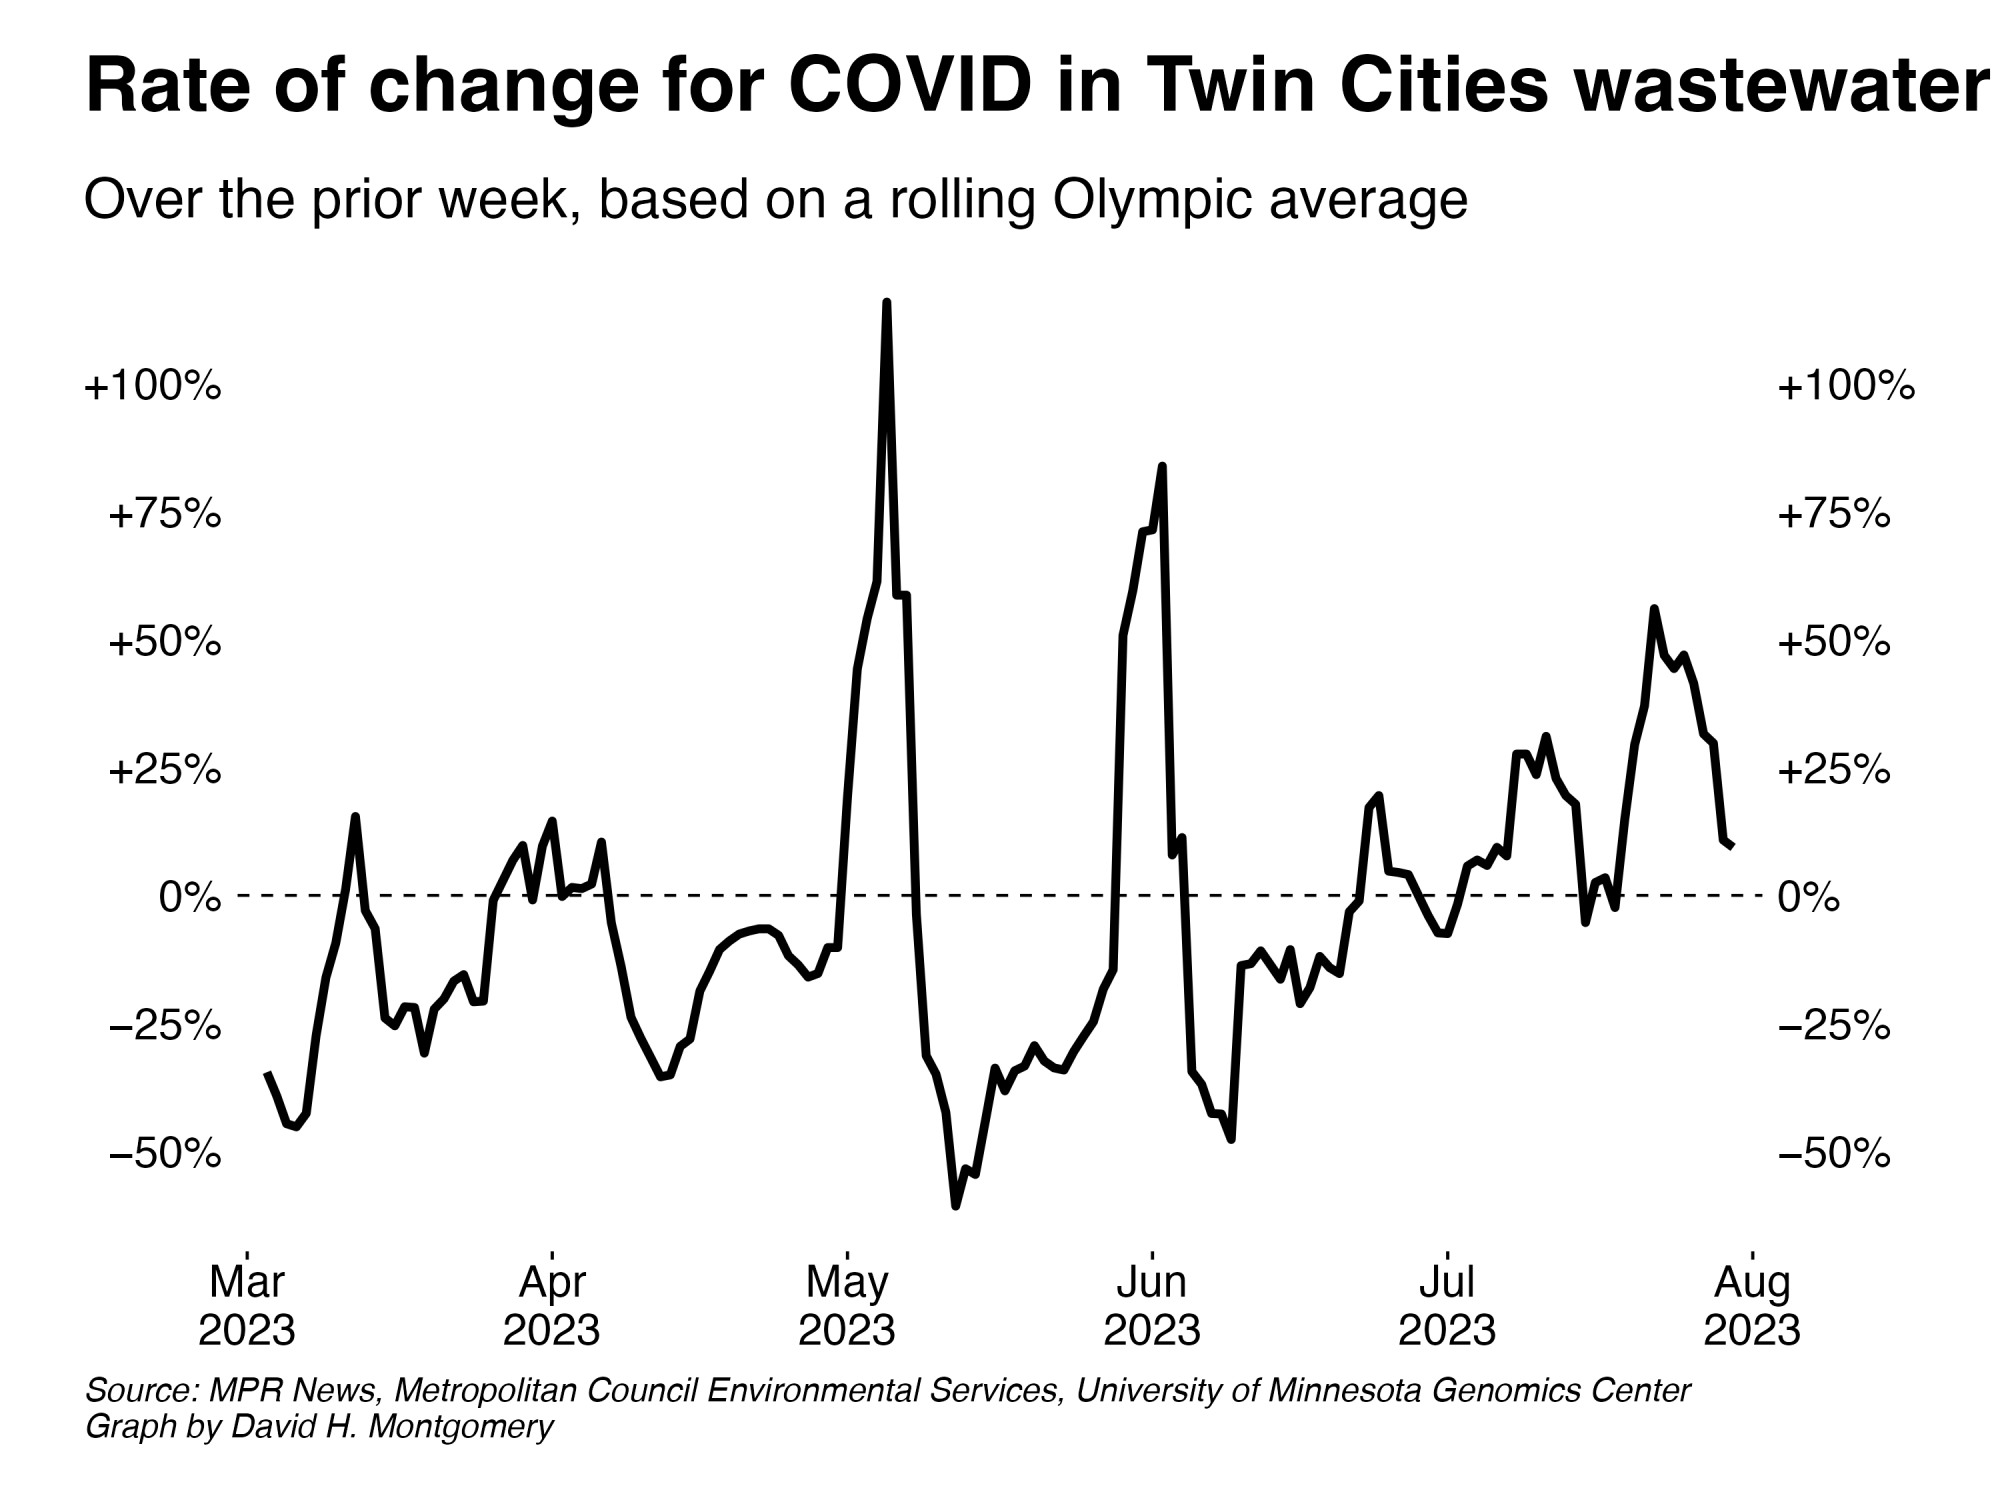 Rate of change for COVID in Twin Cities wastewater
Over the prior week, based on a rolling Olympic average
+100% +100%
+75% +75%
+50% +50%
+25% +25%
0% 0%
−25% −25%
−50% −50%
Mar Apr May Jun Jul Aug
2023 2023 2023 2023 2023 2023
Source: MPR News, Metropolitan Council Environmental Services, University of Minnesota Genomics Center
Graph by David H. Montgomery